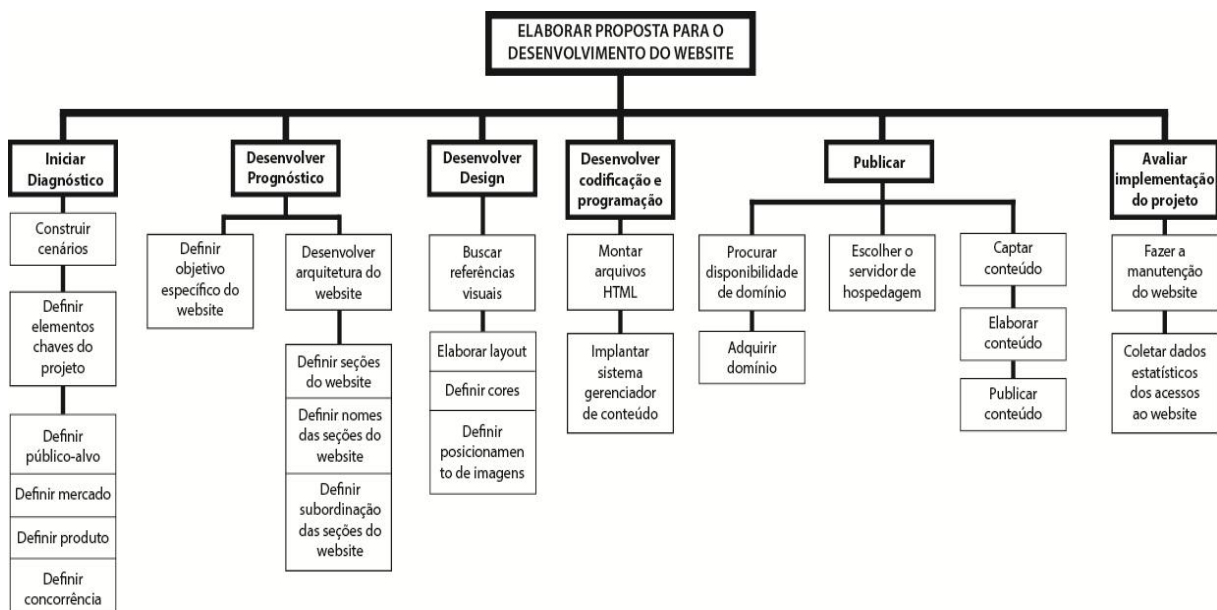 ELABORAR PROPOSTA PARA O
DESENVOLVIMENTO DO WEBSITE
Iniciar
Diagnóstico
Construir
cenários
Definir
elementos
chaves do
projeto
Definir
público-alvo
Definir mercado
Definir produto
Definir
concorrência
Desenvolver
Prognóstico
Definir
objetivo
específico do
website
Desenvolver
arquitetura do
website
Definir seções
do website
Definir nomes
das seções do
website
Definir
subordinação
das seções do
website
Desenvolver
Design
Buscar
referências
visuais
Elaborar layout
Definir cores
Definir
posicionamen
to de imagens
Desenvolver
codificação e
programação
Montar
arquivos
HTML
Implantar
sistema
gerenciador
de conteúdo
Publicar
Procurar
disponibilidade
de domínio
Adquirir
domínio
Escolher o
servidor de
hospedagem
Captar
conteúdo
Elaborar
conteúdo
Publicar
conteúdo
Avaliar
implementação
do projeto
Fazer a
manutenção
do website
Coletar dados
estatísticos
dos acessos
ao website